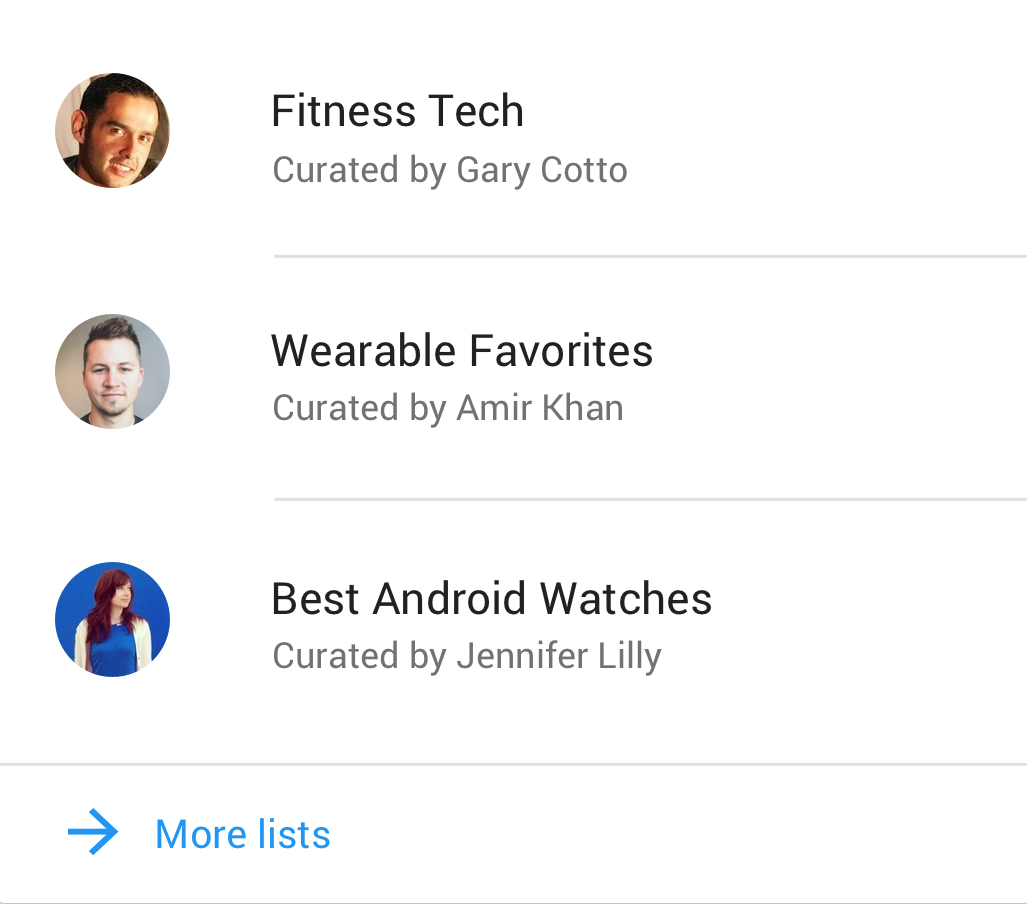 Fitness Tech
Curated by Gary Cotto
Wearable Favorites
Curated by Amir Khan
Best Android Watches
Curated by Jennifer Lilly
More lists